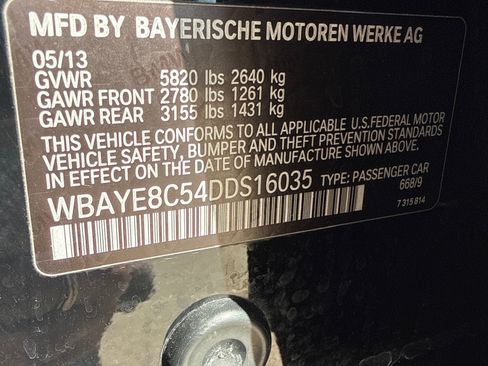 MFD BY BAYERISCHE MOTOREN WERKE AG
05/13
GVWR 5820 lbs 2640 kg
GAWR FRONT 2780 lbs 1261 kg
GAWR REAR 3155 lbs 1431 kg
THIS VEHICLE CONFORMS TO ALL APPLICABLE U.S.FEDERAL MOTOR
VEHICLE SAFETY, BUMPER AND THEFT PREVENTION STANDARDS
IN EFFECT ON THE DATE OF MANUFACTURE SHOWN ABOVE.
WBAYE8C54DDS16035 TYPE: PASSENGER CAR
668/9
7 315 814